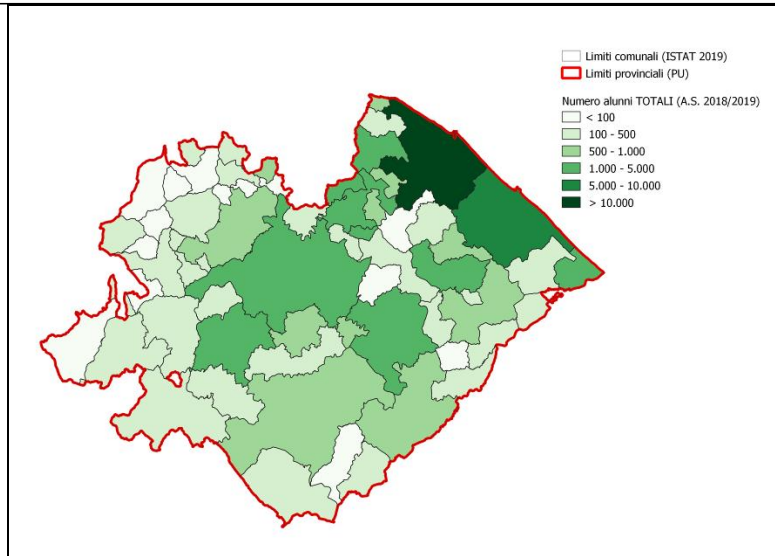 Limiti comunali (ISTAT 2019)
Limiti provinciali (PU)
Numero alunni TOTALI (A.S. 2018/2019)
< 100
100 - 500
500 - 1.000
1.000 - 5.000
5.000 - 10.000
> 10.000